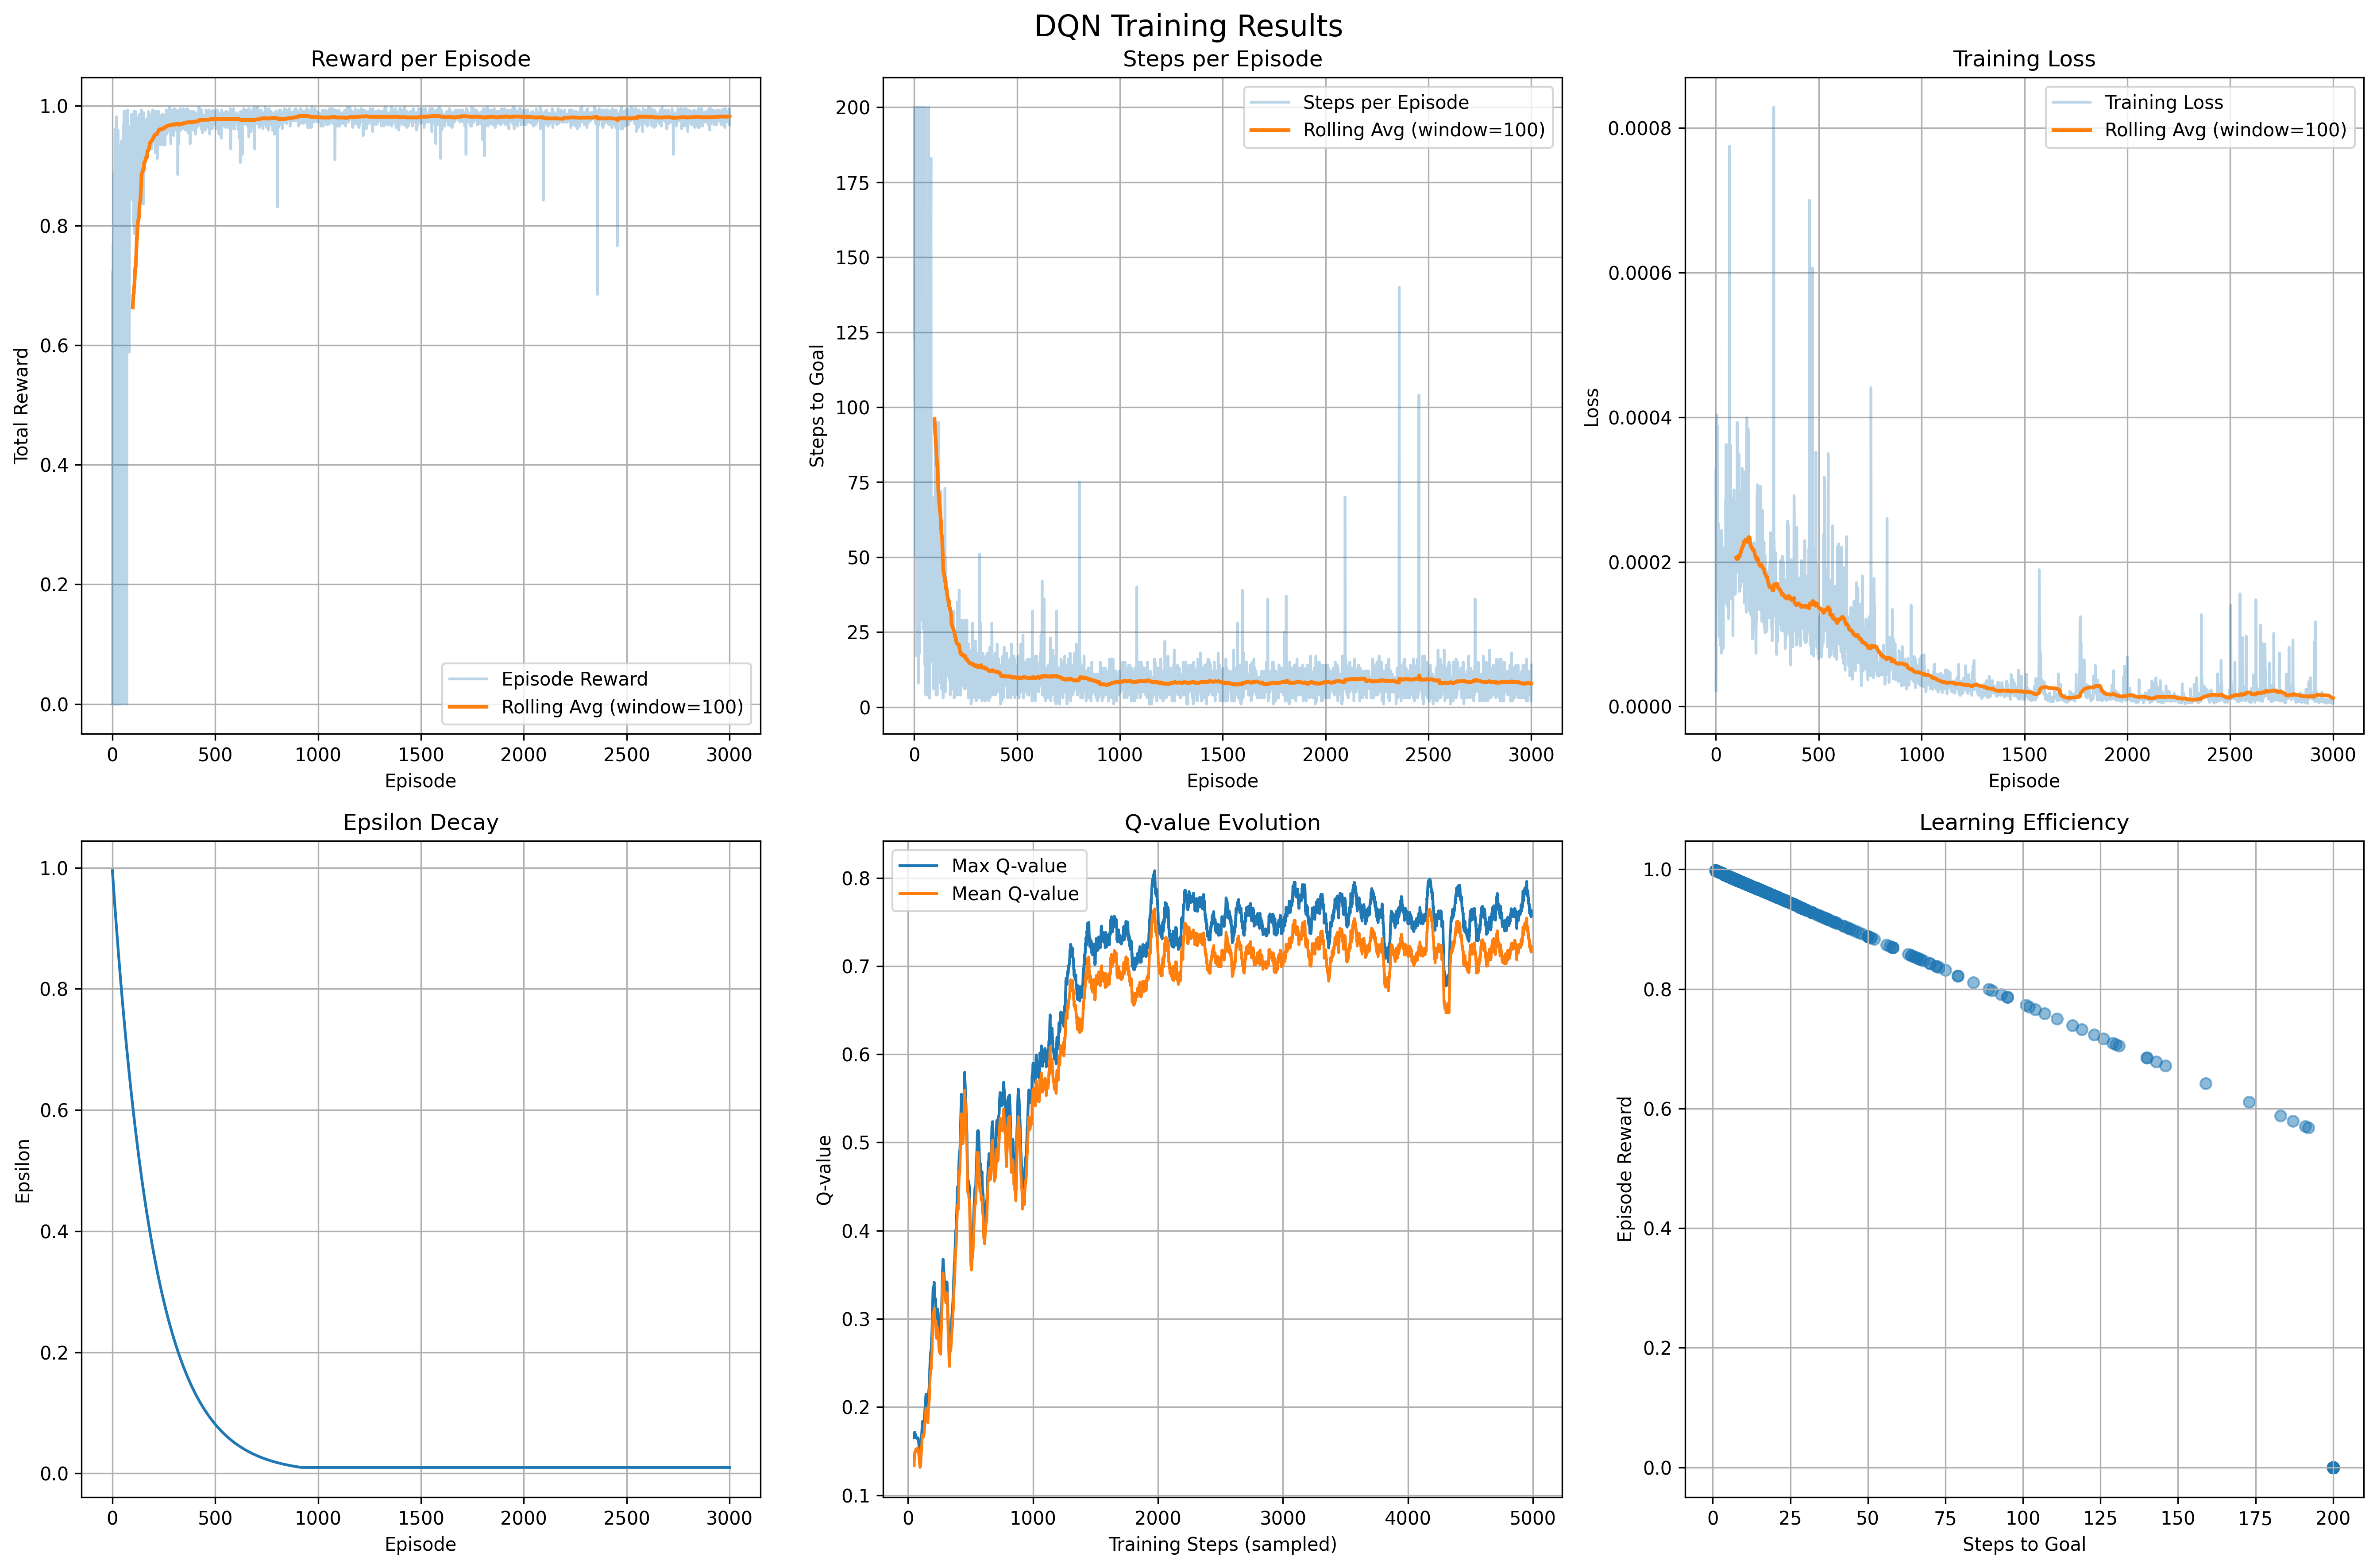 DQN Training Results
Reward per Episode
Total Reward
1.0
0.8
0.6
0.4
0.2
0.0
Episode Reward
Rolling Avg (window=100)
0 500 1000 1500 2000 2500 3000
Episode
Steps per Episode
Steps to Goal
200
175
150
125
100
75
50
25
0
Steps per Episode
Rolling Avg (window=100)
0 500 1000 1500 2000 2500 3000
Episode
Training Loss
Loss
0.0008
0.0006
0.0004
0.0002
0.0000
Training Loss
Rolling Avg (window=100)
0 500 1000 1500 2000 2500 3000
Episode
Epsilon Decay
Epsilon
1.0
0.8
0.6
0.4
0.2
0.0
0 500 1000 1500 2000 2500 3000
Episode
Q-value Evolution
Q-value
0.8
0.7
0.6
0.5
0.4
0.3
0.2
0.1
Max Q-value
Mean Q-value
0 1000 2000 3000 4000 5000
Training Steps (sampled)
Learning Efficiency
Episode Reward
1.0
0.8
0.6
0.4
0.2
0.0
0 25 50 75 100 125 150 175 200
Steps to Goal